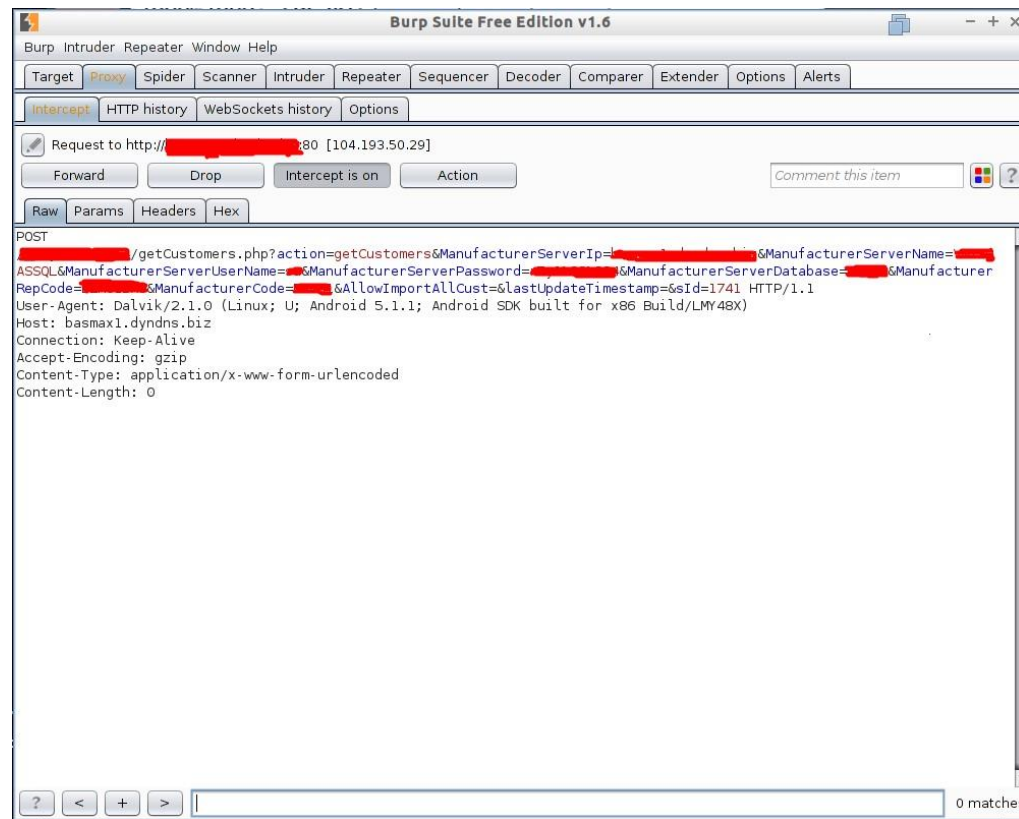 Burp Suite Free Edition v1.6
Burp Intruder Repeater Window Help
Target Proxy Spider Scanner Intruder Repeater Sequencer Decoder Comparer Extender Options Alerts
Intercept HTTP history WebSockets history Options
Request to http:// :80 [104.193.50.29]
Forward Drop Intercept is on Action Comment this item ?
Raw Params Headers Hex
POST
/getCustomers.php?action=getCustomers&ManufacturerServerIp= &ManufacturerServerName=
ASSQL&ManufacturerServerUserName= &ManufacturerServerPassword= &ManufacturerServerDatabase= &Manufacturer
RepCode= &ManufacturerCode= &AllowImportAllCust=&lastUpdateTimestamp=&sId=1741 HTTP/1.1
User-Agent: Dalvik/2.1.0 (Linux; U; Android 5.1.1; Android SDK built for x86 Build/LMY48X)
Host: basmax1.dyndns.biz
Connection: Keep-Alive
Accept-Encoding: gzip
Content-Type: application/x-www-form-urlencoded
Content-Length: 0
? < + > 0 matche